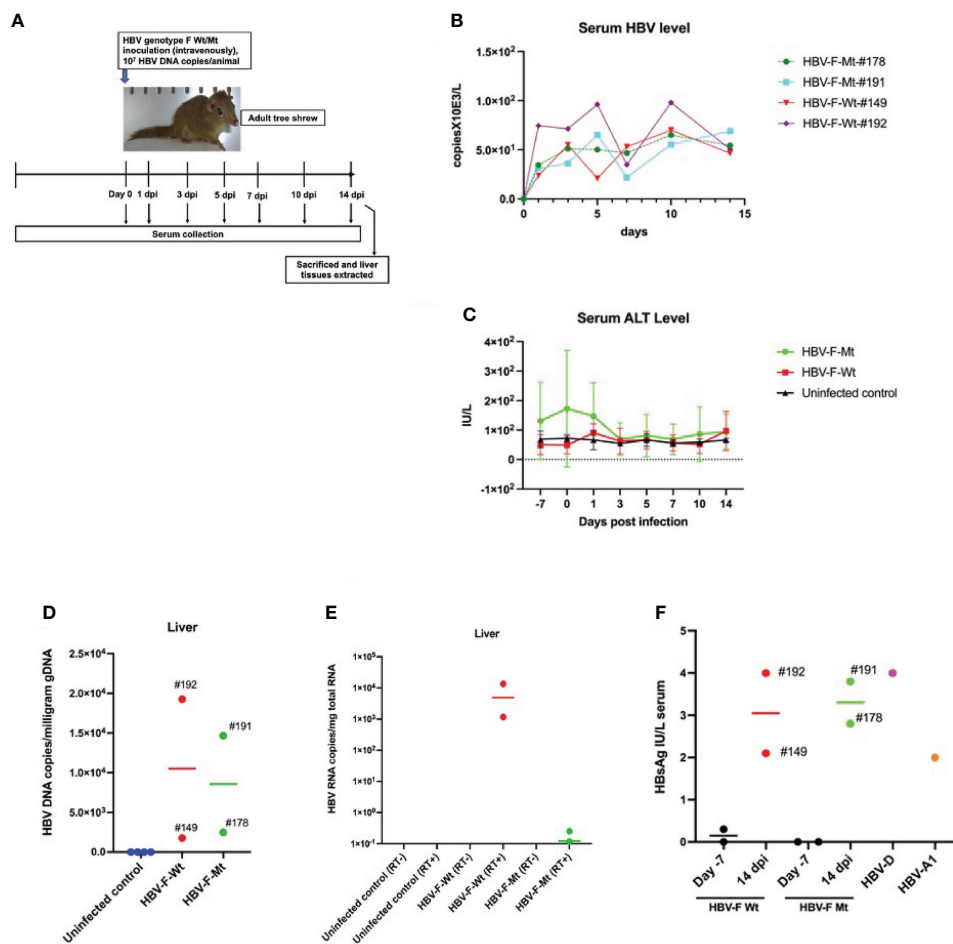 A
HBV genotype F Wt/Mt
inoculation (intravenously),
10⁷ HBV DNA copies/animal
Adult tree shrew
Day 0
1 dpi
3 dpi
5 dpi
7 dpi
10 dpi
14 dpi
Serum collection
Sacrificed and liver
tissues extracted
B
Serum HBV level
copiesX10E3/L
1.5×10²
1.0×10²
5.0×10¹
0.0
0
5
10
15
days
HBV-F-Mt-#178
HBV-F-Mt-#191
HBV-F-Wt-#149
HBV-F-Wt-#192
C
Serum ALT Level
IU/L
4×10²
3×10²
2×10²
1×10²
0
-1×10²
-7
0
1
3
5
7
10
14
Days post infection
HBV-F-Mt
HBV-F-Wt
Uninfected control
D
Liver
HBV DNA copies/milligram gDNA
2.5×10⁴
2.0×10⁴
1.5×10⁴
1.0×10⁴
5.0×10³
0.0
#192
#149
#191
#178
Uninfected control
HBV-F-Wt
HBV-F-Mt
E
Liver
HBV RNA copies/mg total RNA
1×10⁵
1×10⁴
1×10³
1×10²
1×10¹
1×10⁰
1×10⁻¹
Uninfected control (RT-)
Uninfected control (RT+)
HBV-F-Wt (RT-)
HBV-F-Wt (RT+)
HBV-F-Mt (RT-)
HBV-F-Mt (RT+)
F
HBsAg IU/L serum
5
4
3
2
1
0
#192
#149
#191
#178
Day -7
14 dpi
Day -7
14 dpi
HBV-D
HBV-A1
HBV-F Wt
HBV-F Mt